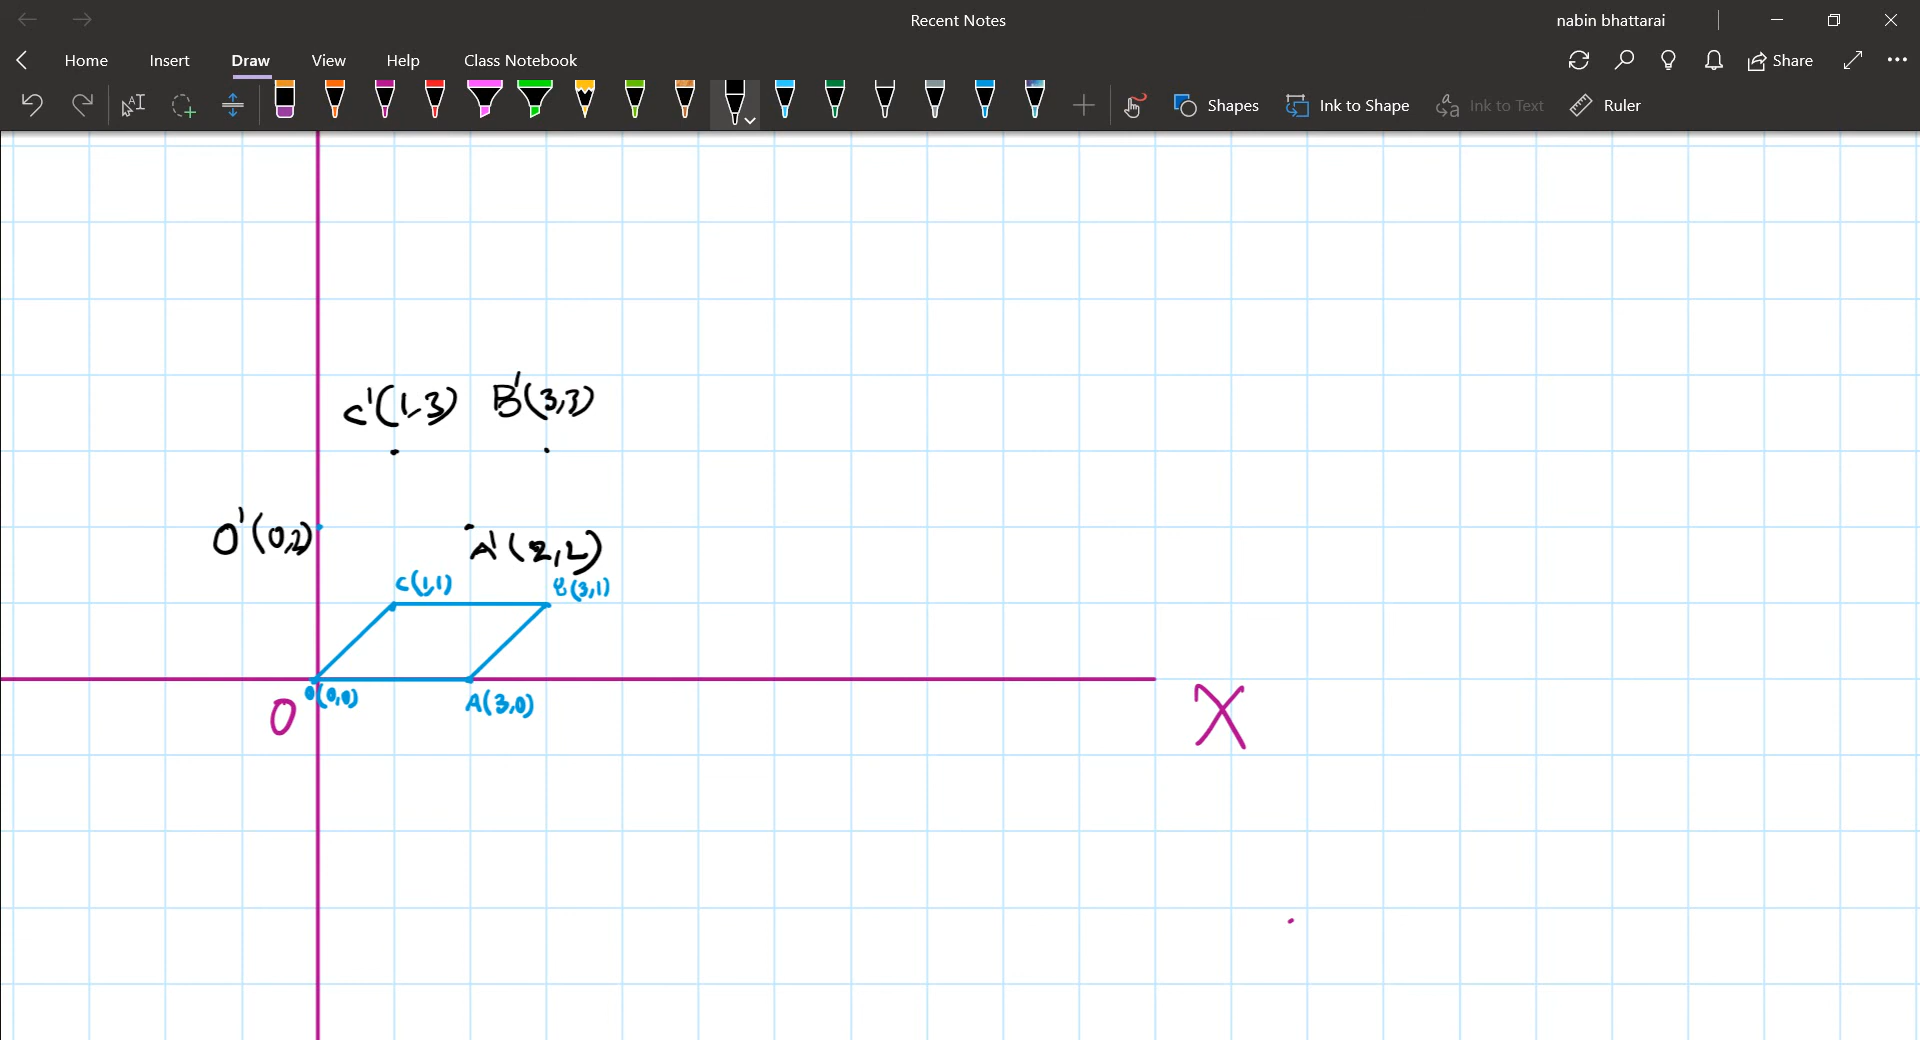 Recent Notes
nabin bhattarai
Home Insert Draw View Help Class Notebook
Share
Shapes
Ink to Shape
Ink to Text
Ruler
C'(1,3) B'(3,3)
O'(0,2)
A'(2,2)
C(1,1)
B(3,1)
O(0,0)
A(3,0)
O
X